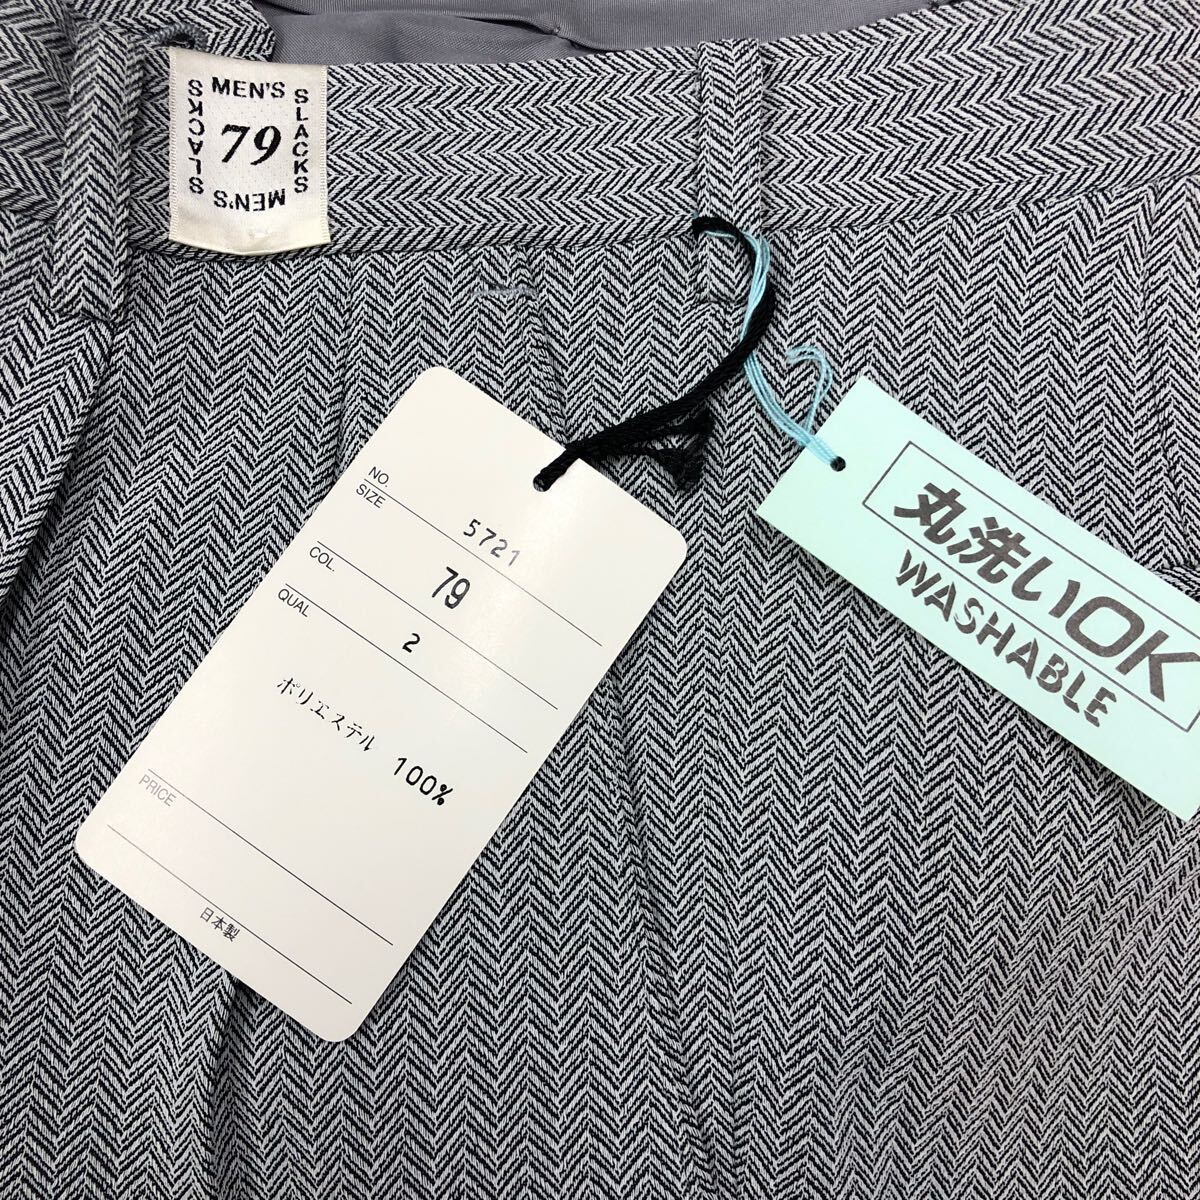 MEN'S
SLACKS
79
SLACKS
MEN'S
NO. 5721
SIZE 79
COL. 2
QUAL
ポリエステル 100%
PRICE
日本製
丸洗いOK
WASHABLE